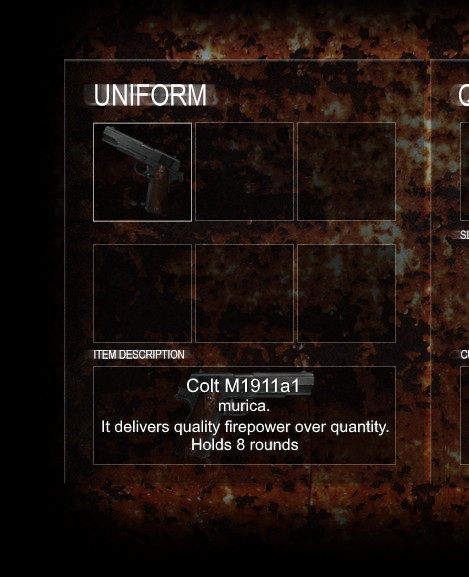 UNIFORM
ITEM DESCRIPTION
Colt M1911a1
murica.
It delivers quality firepower over quantity.
Holds 8 rounds